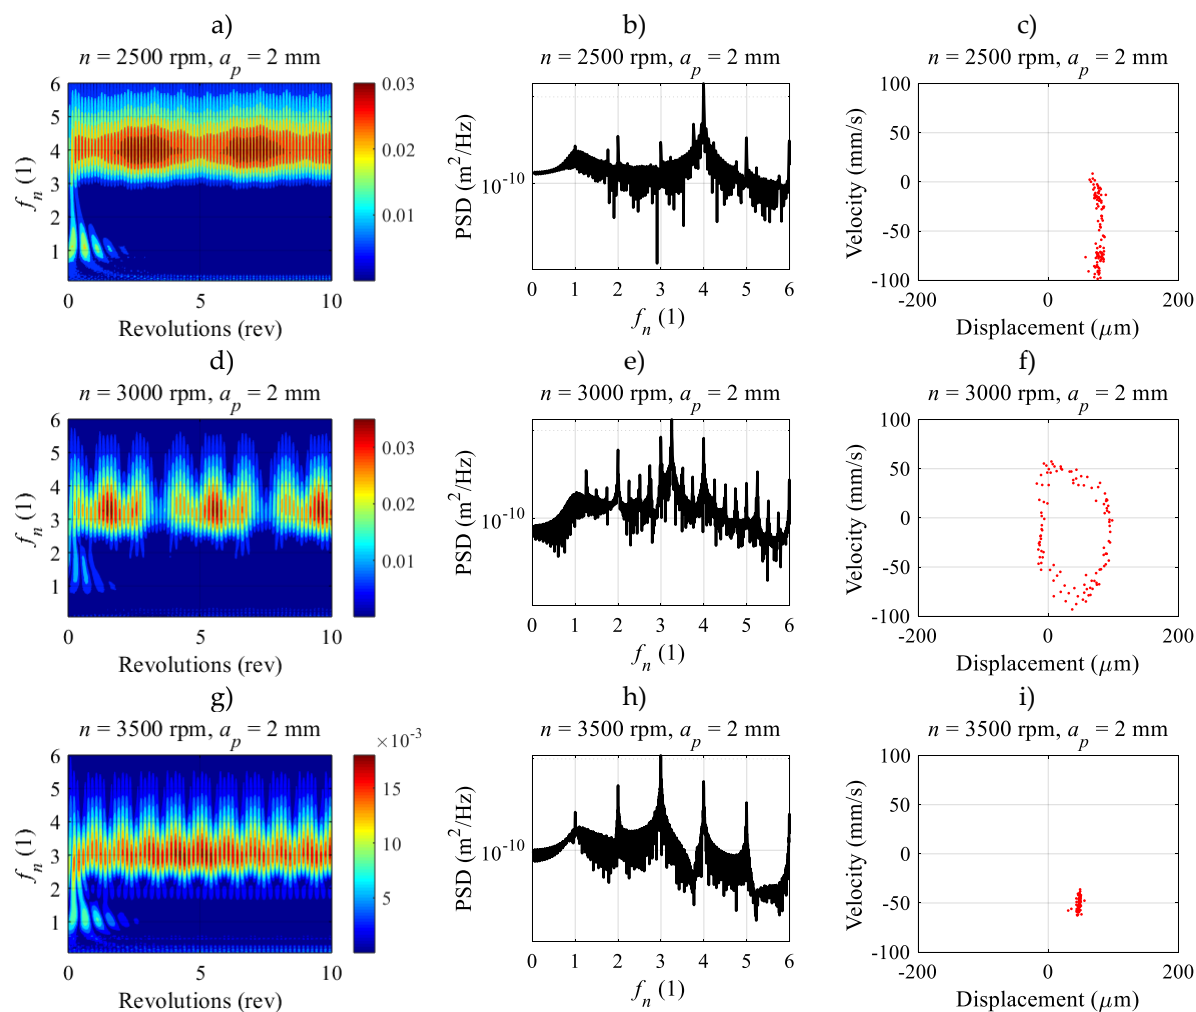 a) b) c)
n = 2500 rpm, a_p = 2 mm n = 2500 rpm, a_p = 2 mm n = 2500 rpm, a_p = 2 mm
6 5 4 3 2 1
f_n (1)
0 5 10
Revolutions (rev)
0.03 0.02 0.01
PSD (m²/Hz)
10⁻¹⁰
0 1 2 3 4 5 6
f_n (1)
Velocity (mm/s)
100 50 0 -50 -100
-200 0 200
Displacement (μm)
d) e) f)
n = 3000 rpm, a_p = 2 mm n = 3000 rpm, a_p = 2 mm n = 3000 rpm, a_p = 2 mm
6 5 4 3 2 1
f_n (1)
0 5 10
Revolutions (rev)
0.03 0.02 0.01
PSD (m²/Hz)
10⁻¹⁰
0 1 2 3 4 5 6
f_n (1)
Velocity (mm/s)
100 50 0 -50 -100
-200 0 200
Displacement (μm)
g) h) i)
n = 3500 rpm, a_p = 2 mm n = 3500 rpm, a_p = 2 mm n = 3500 rpm, a_p = 2 mm
6 5 4 3 2 1
f_n (1)
0 5 10
Revolutions (rev)
×10⁻³
15 10 5
PSD (m²/Hz)
10⁻¹⁰
0 1 2 3 4 5 6
f_n (1)
Velocity (mm/s)
100 50 0 -50 -100
-200 0 200
Displacement (μm)